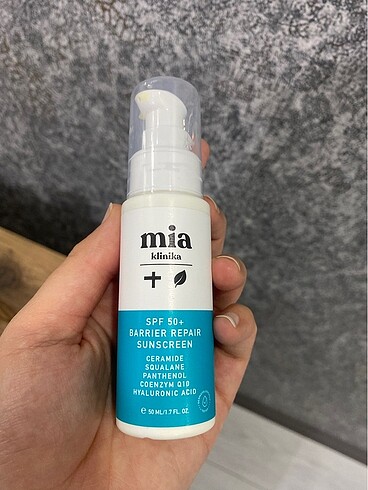 mia
klinika
SPF 50+
BARRIER REPAIR
SUNSCREEN
CERAMIDE
SQUALANE
PANTHENOL
COENZYM Q10
HYALURONIC ACID
e 50 ML/1.7 FL. OZ.